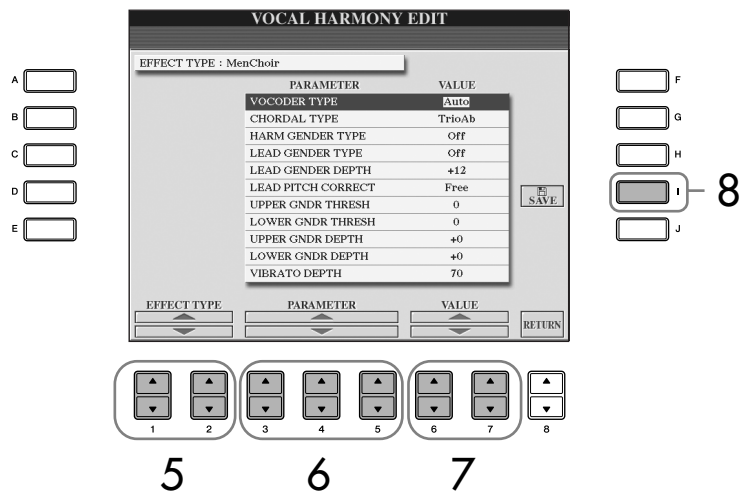 VOCAL HARMONY EDIT
EFFECT TYPE : MenChoir
PARAMETER VALUE
VOCODER TYPE Auto
CHORDAL TYPE TrioAb
HARM GENDER TYPE Off
LEAD GENDER TYPE Off
LEAD GENDER DEPTH +12
LEAD PITCH CORRECT Free
UPPER GNDR THRESH 0
LOWER GNDR THRESH 0
UPPER GNDR DEPTH +0
LOWER GNDR DEPTH +0
VIBRATO DEPTH 70
SAVE
EFFECT TYPE PARAMETER VALUE
RETURN
A
B
C
D
E
F
G
H
I
J
8
1 2 3 4 5 6 7 8
5 6 7